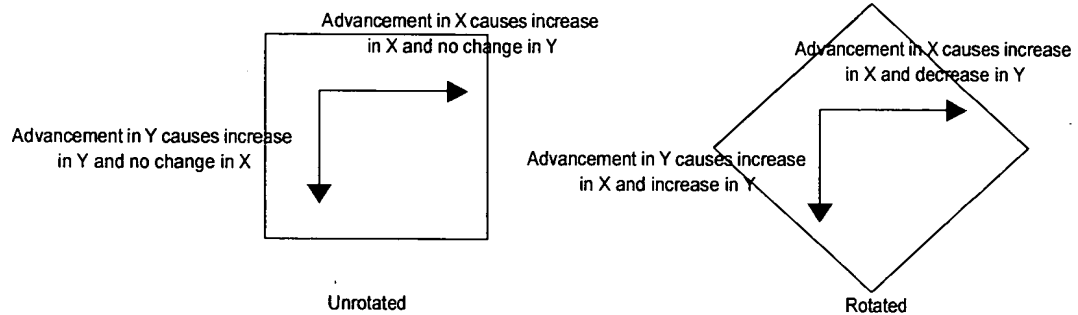 Advancement in X causes increase
in X and no change in Y
Advancement in Y causes increase
in Y and no change in X
Unrotated
Advancement in X causes increase
in X and decrease in Y
Advancement in Y causes increase
in X and increase in Y
Rotated